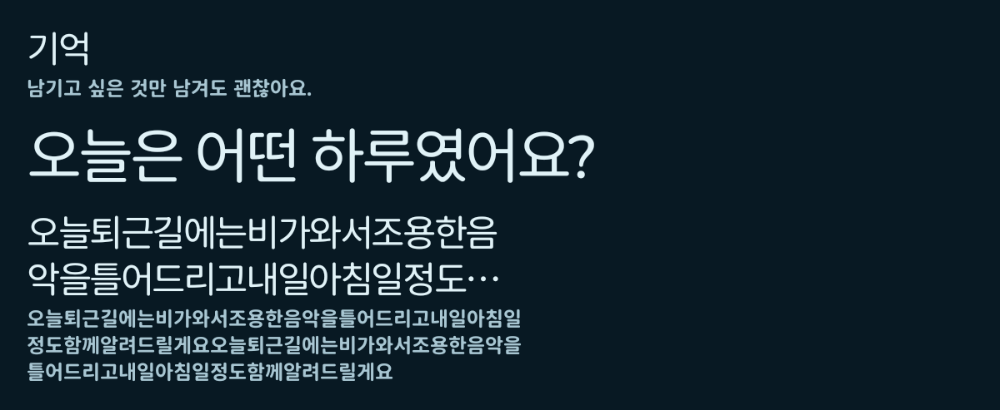 기억
남기고 싶은 것만 남겨도 괜찮아요.
오늘은 어떤 하루였어요?
오늘퇴근길에는비가와서조용한음
악을틀어드리고내일아침일정도…
오늘퇴근길에는비가와서조용한음악을틀어드리고내일아침일
정도함께알려드릴게요오늘퇴근길에는비가와서조용한음악을
틀어드리고내일아침일정도함께알려드릴게요